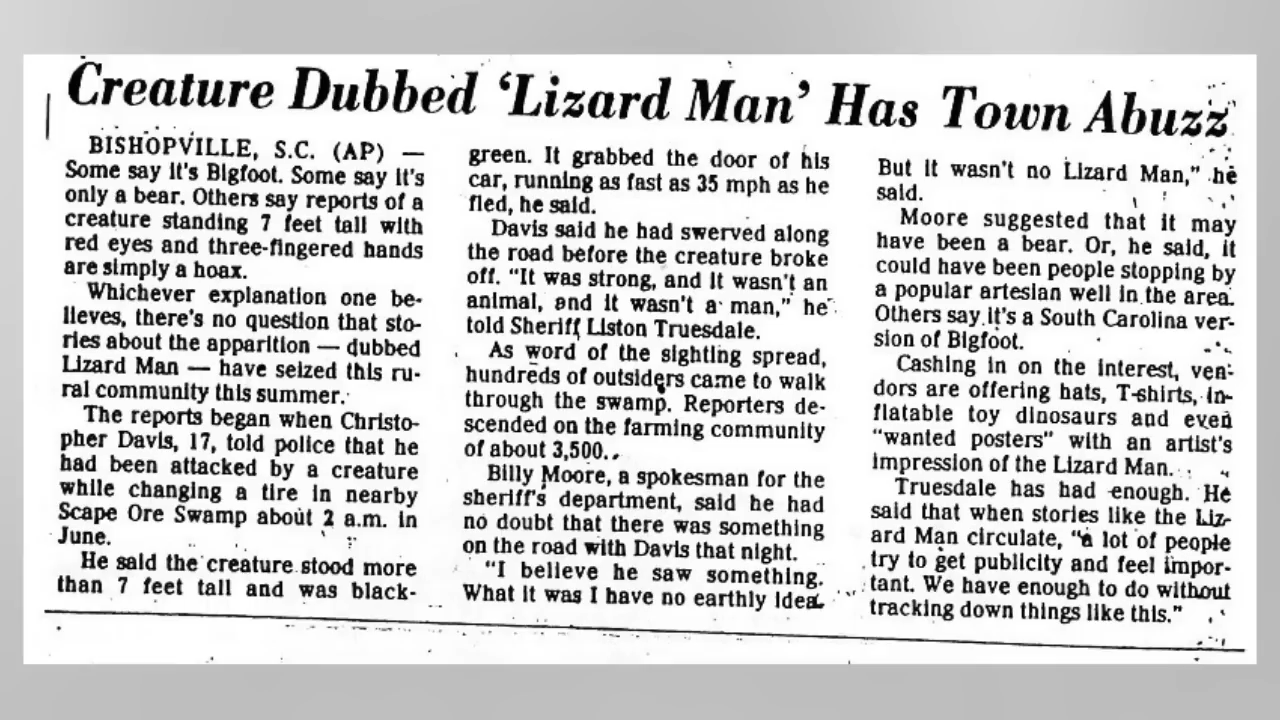 Creature Dubbed ‘Lizard Man’ Has Town Abuzz
BISHOPVILLE, S.C. (AP) —
Some say it's Bigfoot. Some say it's
only a bear. Others say reports of a
creature standing 7 feet tall with
red eyes and three-fingered hands
are simply a hoax.
Whichever explanation one be-
lieves, there's no question that sto-
ries about the apparition — dubbed
Lizard Man — have seized this ru-
ral community this summer.
The reports began when Christo-
pher Davis, 17, told police that he
had been attacked by a creature
while changing a tire in nearby
Scape Ore Swamp about 2 a.m. in
June.
He said the creature stood more
than 7 feet tall and was black-
green. It grabbed the door of his
car, running as fast as 35 mph as he
fled, he said.
Davis said he had swerved along
the road before the creature broke
off. "It was strong, and it wasn't an
animal, and it wasn't a man," he
told Sheriff Liston Truesdale.
As word of the sighting spread,
hundreds of outsiders came to walk
through the swamp. Reporters de-
scended on the farming community
of about 3,500.
Billy Moore, a spokesman for the
sheriff's department, said he had
no doubt that there was something
on the road with Davis that night.
"I believe he saw something.
What it was I have no earthly idea.
But it wasn't no Lizard Man," he
said.
Moore suggested that it may
have been a bear. Or, he said, it
could have been people stopping by
a popular artesian well in the area.
Others say it's a South Carolina ver-
sion of Bigfoot.
Cashing in on the interest, ven-
dors are offering hats, T-shirts, in-
flatable toy dinosaurs and even
"wanted posters" with an artist's
impression of the Lizard Man.
Truesdale has had enough. He
said that when stories like the Liz-
ard Man circulate, "a lot of people
try to get publicity and feel impor-
tant. We have enough to do without
tracking down things like this."